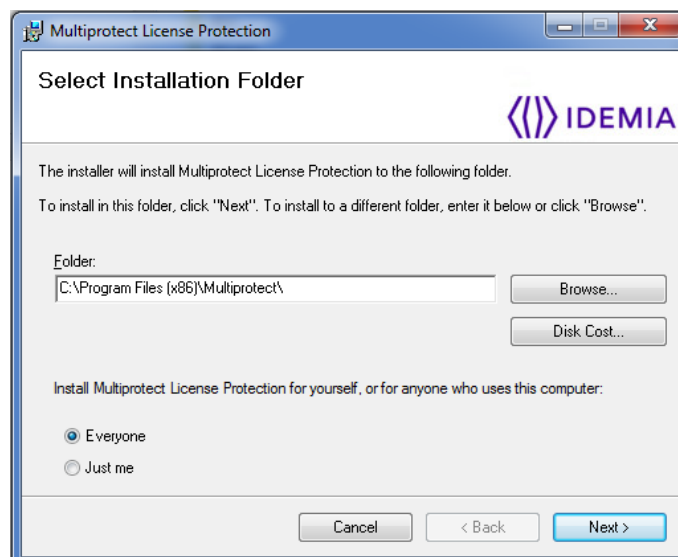 Multiprotect License Protection
Select Installation Folder
IDEMIA
The installer will install Multiprotect License Protection to the following folder.
To install in this folder, click "Next". To install to a different folder, enter it below or click "Browse".
Folder:
C:\Program Files (x86)\Multiprotect\
Browse...
Disk Cost...
Install Multiprotect License Protection for yourself, or for anyone who uses this computer:
Everyone
Just me
Cancel
< Back
Next >